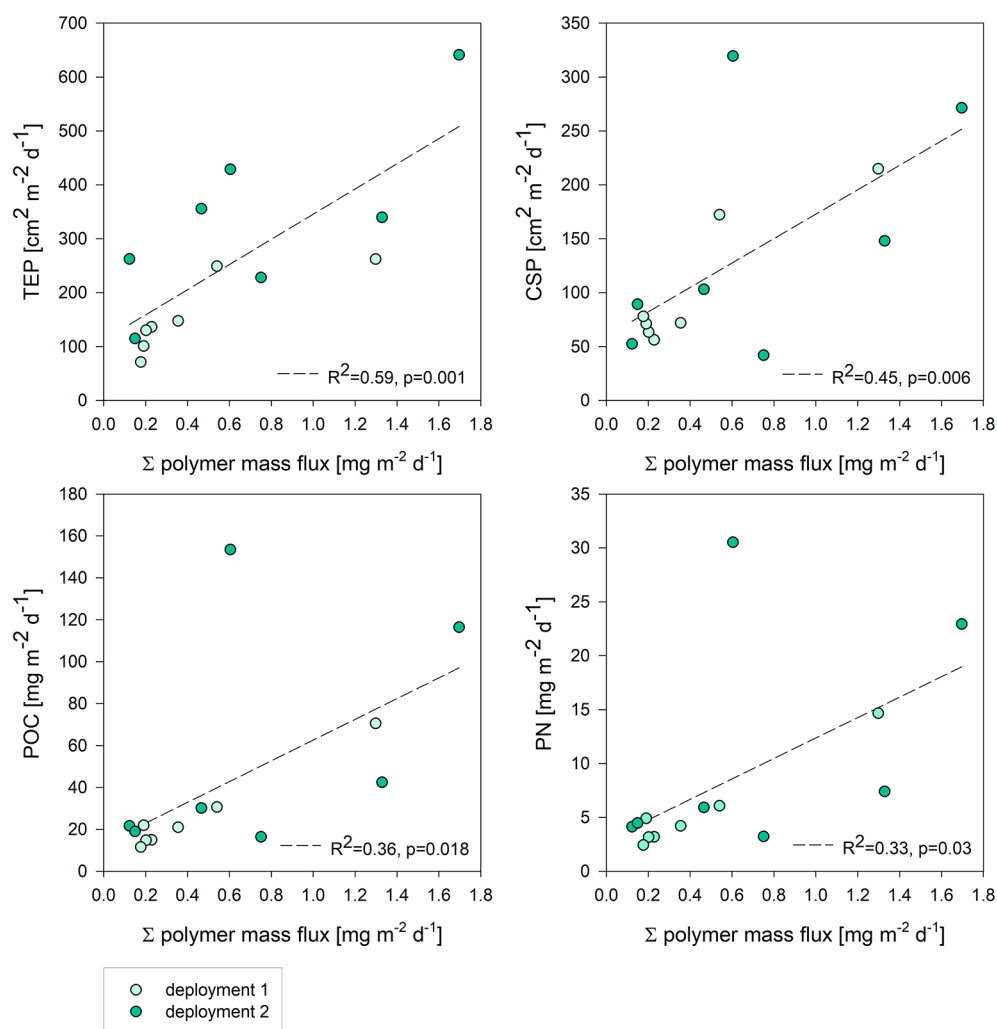 700
600
500
400
300
200
100
0
TEP [cm² m⁻² d⁻¹]
R²=0.59, p=0.001
0.0 0.2 0.4 0.6 0.8 1.0 1.2 1.4 1.6 1.8
Σ polymer mass flux [mg m⁻² d⁻¹]
350
300
250
200
150
100
50
0
CSP [cm² m⁻² d⁻¹]
R²=0.45, p=0.006
0.0 0.2 0.4 0.6 0.8 1.0 1.2 1.4 1.6 1.8
Σ polymer mass flux [mg m⁻² d⁻¹]
180
160
140
120
100
80
60
40
20
0
POC [mg m⁻² d⁻¹]
R²=0.36, p=0.018
0.0 0.2 0.4 0.6 0.8 1.0 1.2 1.4 1.6 1.8
Σ polymer mass flux [mg m⁻² d⁻¹]
35
30
25
20
15
10
5
0
PN [mg m⁻² d⁻¹]
R²=0.33, p=0.03
0.0 0.2 0.4 0.6 0.8 1.0 1.2 1.4 1.6 1.8
Σ polymer mass flux [mg m⁻² d⁻¹]
deployment 1
deployment 2